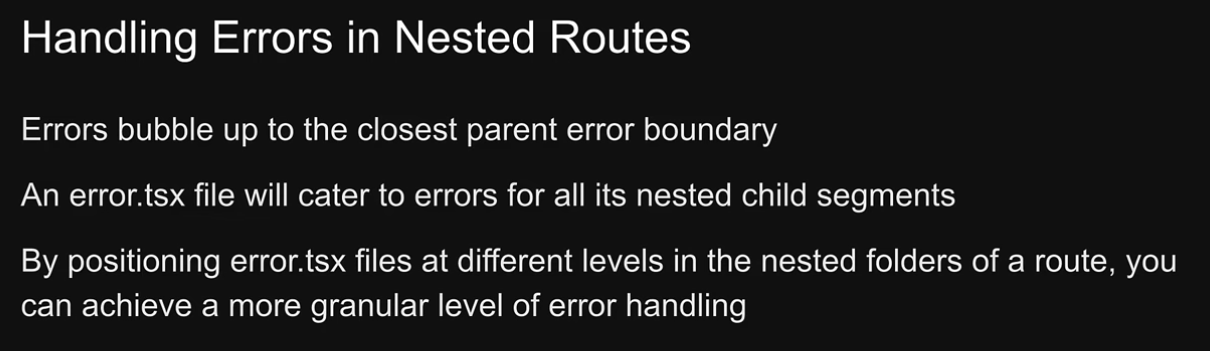 Handling Errors in Nested Routes
Errors bubble up to the closest parent error boundary
An error.tsx file will cater to errors for all its nested child segments
By positioning error.tsx files at different levels in the nested folders of a route, you
can achieve a more granular level of error handling